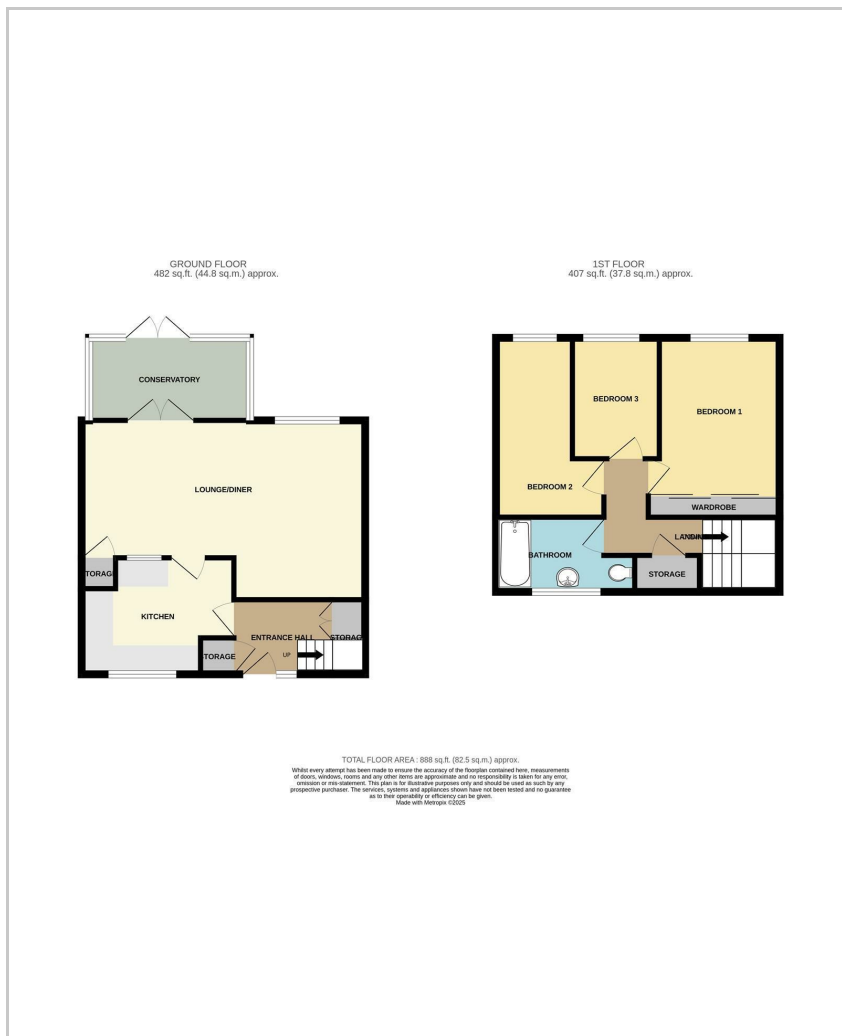 GROUND FLOOR
482 sq.ft. (44.8 sq.m.) approx.
CONSERVATORY
LOUNGE/DINER
TORAGE
KITCHEN
ENTRANCE HALL
STORAG
TORAGE
UP
1ST FLOOR
407 sq.ft. (37.8 sq.m.) approx.
BEDROOM 3
BEDROOM 1
BEDROOM 2
WARDROBE
LANDIN
BATHROOM
STORAGE
TOTAL FLOOR AREA : 888 sq.ft. (82.5 sq.m.) approx.
Whilst every attempt has been made to ensure the accuracy of the floorplan contained here, measurements
of doors, windows, rooms and any other items are approximate and no responsibility is taken for any error,
omission or mis-statement. This plan is for illustrative purposes only and should be used as such by any
prospective purchaser. The services, systems and appliances shown have not been tested and no guarantee
as to their operability or efficiency can be given.
Made with Metropix ©2025